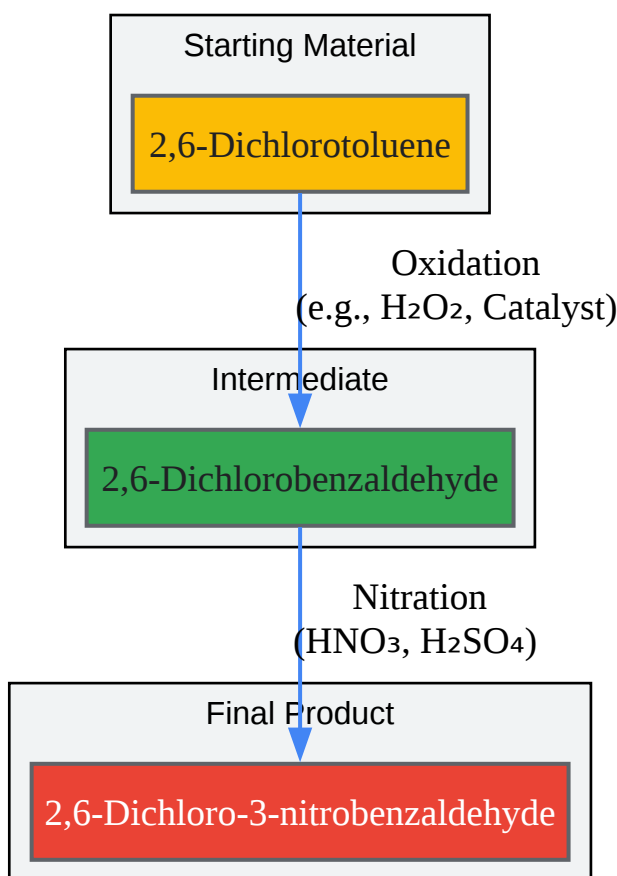 Starting Material
2,6-Dichlorotoluene
Oxidation
(e.g., H₂O₂, Catalyst)
Intermediate
2,6-Dichlorobenzaldehyde
Nitration
(HNO₃, H₂SO₄)
Final Product
2,6-Dichloro-3-nitrobenzaldehyde